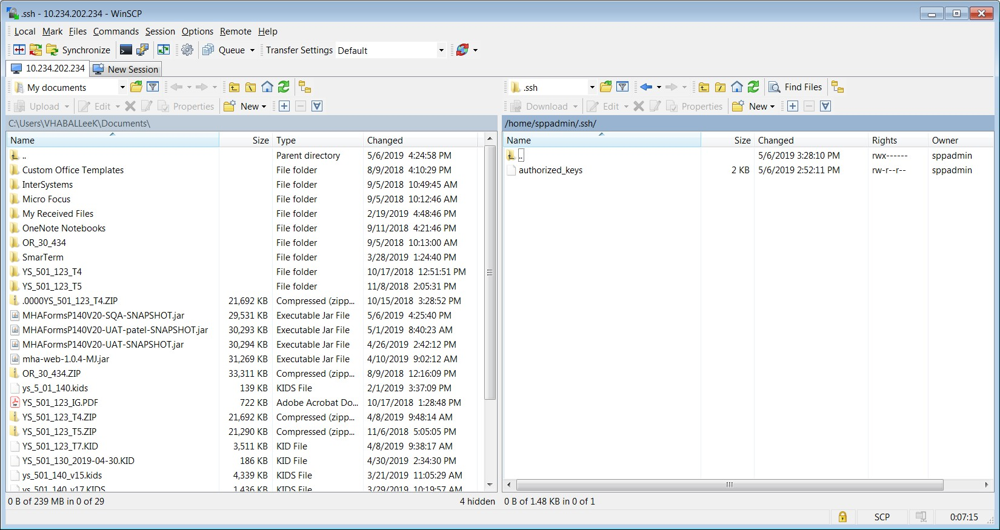 .ssh - 10.234.202.234 - WinSCP
Local Mark Files Commands Session Options Remote Help
Synchronize Queue Transfer Settings Default
10.234.202.234 New Session
My documents
Upload Edit Properties New
C:\Users\VHABALLeeK\Documents\
Name Size Type Changed
.. Parent directory 5/6/2019 4:24:58 PM
Custom Office Templates File folder 8/9/2018 4:10:29 PM
InterSystems File folder 9/5/2018 10:49:45 AM
Micro Focus File folder 9/5/2018 10:12:46 AM
My Received Files File folder 2/19/2019 4:48:46 PM
OneNote Notebooks File folder 9/11/2018 4:21:46 PM
OR_30_434 File folder 9/5/2018 10:13:00 AM
SmarTerm File folder 3/28/2019 1:24:40 PM
YS_501_123_T4 File folder 10/17/2018 12:51:51 PM
YS_501_123_T5 File folder 11/8/2018 2:05:31 PM
.0000YS_501_123_T4.ZIP 21,692 KB Compressed (zipp... 10/15/2018 3:28:52 PM
MHAFormsP140V20-SQA-SNAPSHOT.jar 29,531 KB Executable Jar File 5/6/2019 4:25:40 PM
MHAFormsP140V20-UAT-patel-SNAPSHOT.jar 30,293 KB Executable Jar File 5/1/2019 8:40:23 AM
MHAFormsP140V20-UAT-SNAPSHOT.jar 30,294 KB Executable Jar File 4/26/2019 2:42:12 PM
mha-web-1.0.4-MJ.jar 31,269 KB Executable Jar File 4/10/2019 9:02:12 AM
OR_30_434.ZIP 33,311 KB Compressed (zipp... 8/9/2018 12:16:09 PM
ys_5_01_140.kids 139 KB KIDS File 2/1/2019 3:37:09 PM
YS_501_123_IG.PDF 722 KB Adobe Acrobat Do... 10/17/2018 1:28:48 PM
YS_501_123_T4.ZIP 21,692 KB Compressed (zipp... 4/8/2019 9:48:14 AM
YS_501_123_T5.ZIP 21,290 KB Compressed (zipp... 11/6/2018 5:05:05 PM
YS_501_123_T7.KID 3,511 KB KID File 4/8/2019 9:38:17 AM
YS_501_130_2019-04-30.KID 186 KB KID File 4/30/2019 2:34:30 PM
ys_501_140_v15.kids 4,339 KB KIDS File 3/21/2019 11:05:29 AM
ys_501_140_v17.KIDS 1,436 KB KIDS File 3/29/2019 10:19:57 AM
0 B of 239 MB in 0 of 29 4 hidden
.ssh Find Files
Download Edit Properties New
/home/sppadmin/.ssh/
Name Size Changed Rights Owner
.. 5/6/2019 3:28:10 PM rwx------ sppadmin
authorized_keys 2 KB 5/6/2019 2:52:11 PM rw-r--r-- sppadmin
0 B of 1.48 KB in 0 of 1
SCP 0:07:15